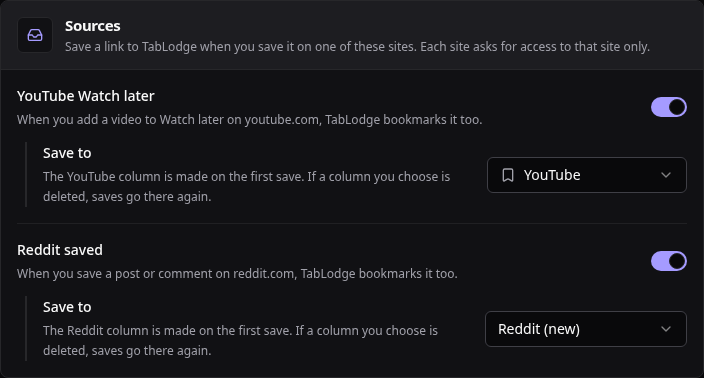 Sources
Save a link to TabLodge when you save it on one of these sites. Each site asks for access to that site only.
YouTube Watch later
When you add a video to Watch later on youtube.com, TabLodge bookmarks it too.
Save to
The YouTube column is made on the first save. If a column you choose is
deleted, saves go there again.
YouTube
Reddit saved
When you save a post or comment on reddit.com, TabLodge bookmarks it too.
Save to
The Reddit column is made on the first save. If a column you choose is
deleted, saves go there again.
Reddit (new)